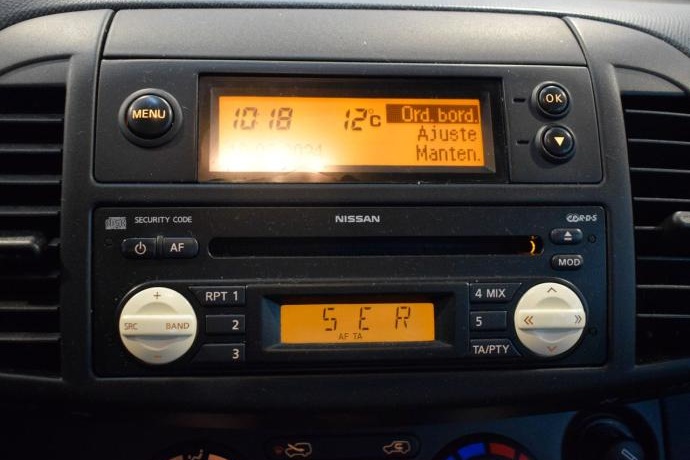 MENU
10:18 12°C Ord. bord.
Ajuste
Manten.
OK
SECURITY CODE NISSAN R·D·S
AF
MOD
RPT 1 4 MIX
+
SRC BAND
-
2 5
3 TA/PTY
SER
AF TA